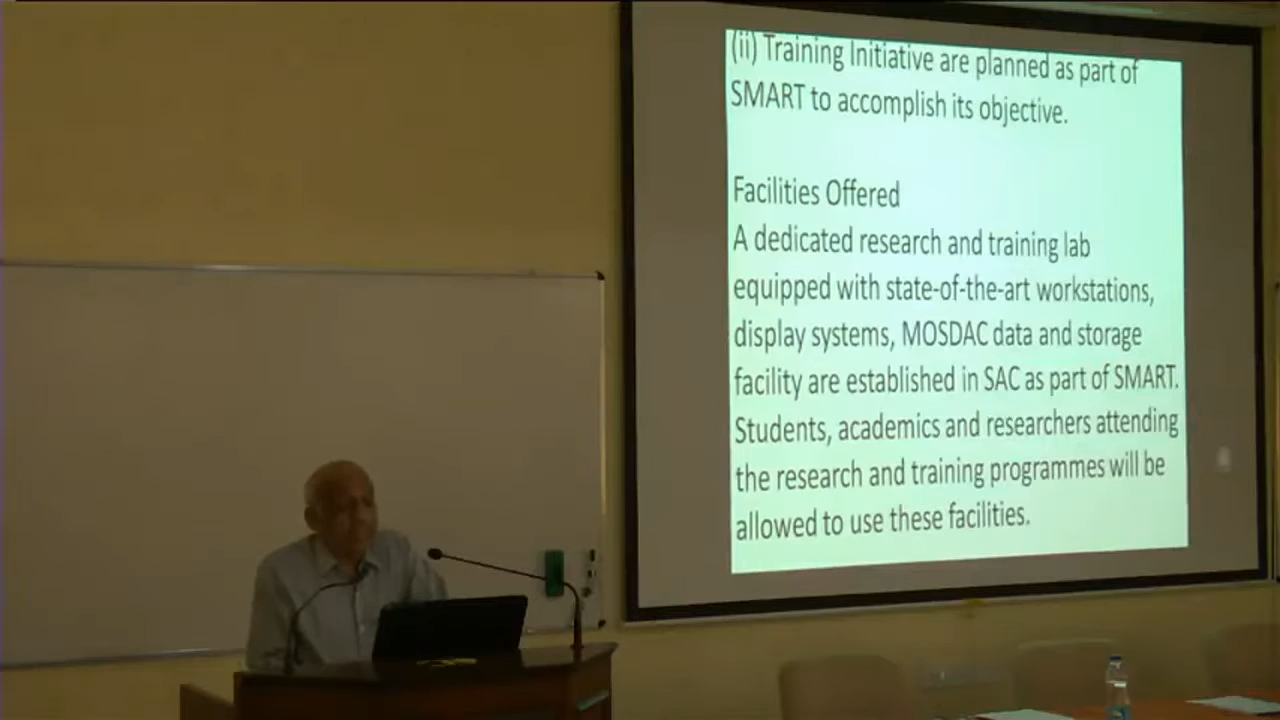 (ii) Training Initiative are planned as part of
SMART to accomplish its objective.
Facilities Offered
A dedicated research and training lab
equipped with state-of-the-art workstations,
display systems, MOSDAC data and storage
facility are established in SAC as part of SMART.
Students, academics and researchers attending
the research and training programmes will be
allowed to use these facilities.